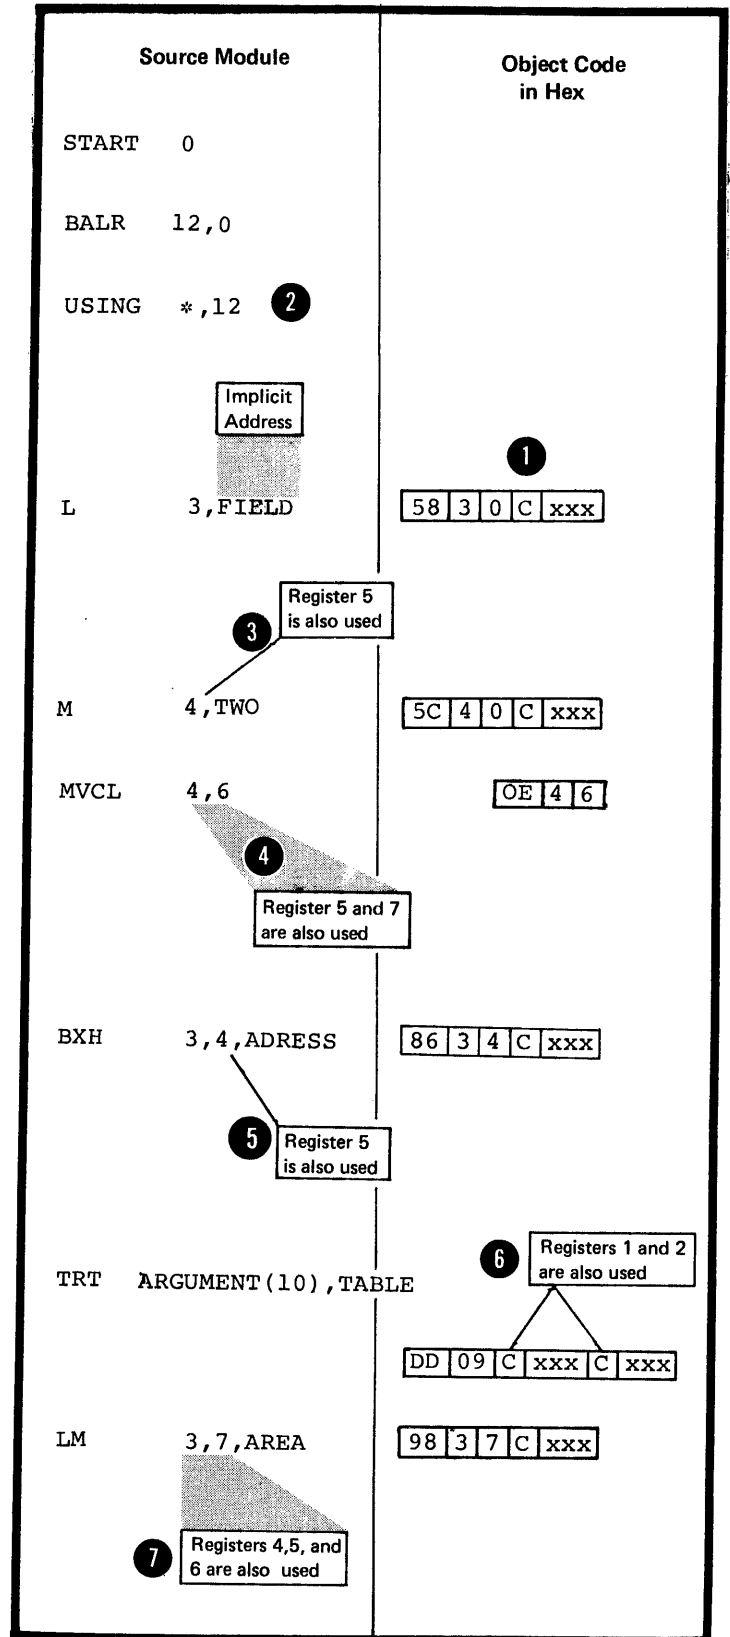 Source Module
Object Code
in Hex
START 0
BALR 12,0
USING *,12 2
Implicit
Address
1
L 3,FIELD 58 3 0 C xxx
Register 5
is also used
3
M 4,TWO 5C 4 0 C xxx
MVCL 4,6 OE 4 6
4
Register 5 and 7
are also used
BXH 3,4,ADRESS 86 3 4 C xxx
5
Register 5
is also used
6
Registers 1 and 2
are also used
TRT ARGUMENT(10),TABLE
DD 09 C xxx C xxx
LM 3,7,AREA 98 3 7 C xxx
7
Registers 4,5, and
6 are also used